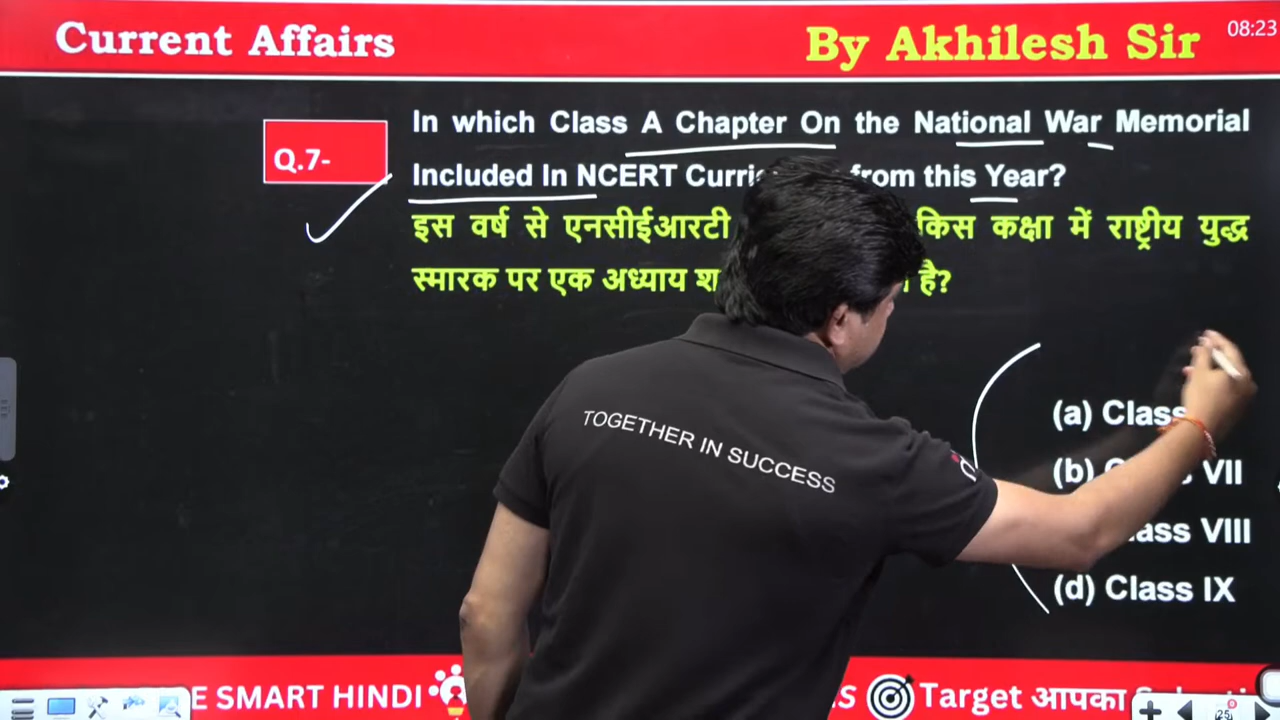 Current Affairs
By Akhilesh Sir
08:23
Q.7-
In which Class A Chapter On the National War Memorial
Included In NCERT from this Year?
इस वर्ष से एनसीईआरटी किस कक्षा में राष्ट्रीय युद्ध
स्मारक पर एक अध्याय है?
(a) Class
(b) VII
VIII
(d) Class IX
TOGETHER IN SUCCESS
SMART HINDI
Target आपका
25